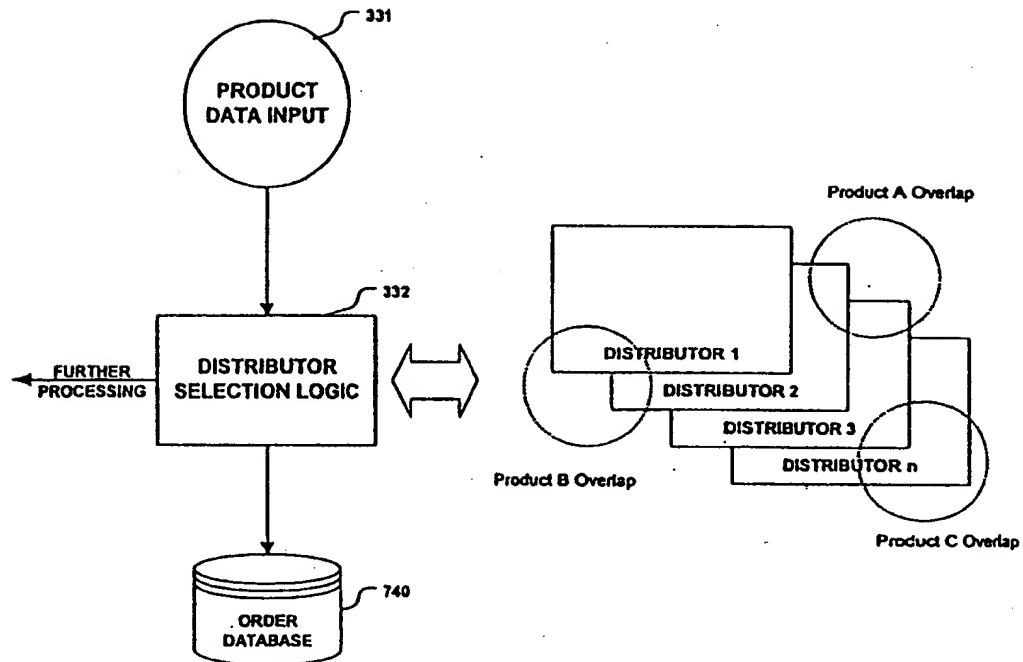 331
PRODUCT
DATA INPUT
332
DISTRIBUTOR
SELECTION LOGIC
FURTHER
PROCESSING
740
ORDER
DATABASE
Product A Overlap
DISTRIBUTOR 1
DISTRIBUTOR 2
DISTRIBUTOR 3
DISTRIBUTOR n
Product B Overlap
Product C Overlap